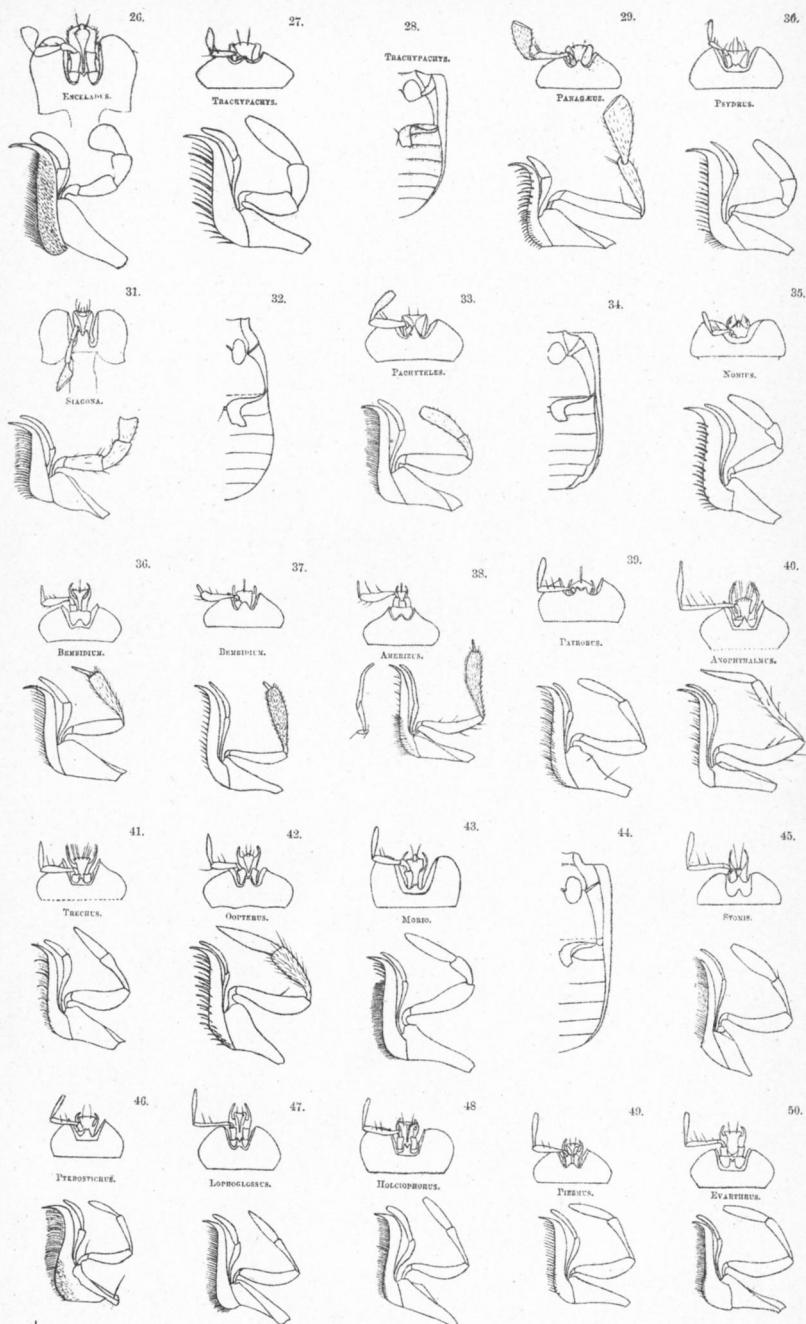 26.
ENCELADUS.
27.
TRACHYPACHYS.
28.
TRACHYPACHYS.
29.
PANAGÆUS.
30.
PSYDRUS.
31.
SIAGONA.
32.
33.
PACHYTELES.
34.
35.
NOMIUS.
36.
BEMBIDIUM.
37.
BEMBIDIUM.
38.
AMERIZUS.
39.
PATROBUS.
40.
ANOPHTHALMUS.
41.
TRECHUS.
42.
OOPTERUS.
43.
MORIO.
44.
45.
STOMIS.
46.
PTEROSTICHUS.
47.
LOPHOGLOSSUS.
48
HOLCIOPHORUS.
49.
PIEZMUS.
50.
EVARTHRUS.